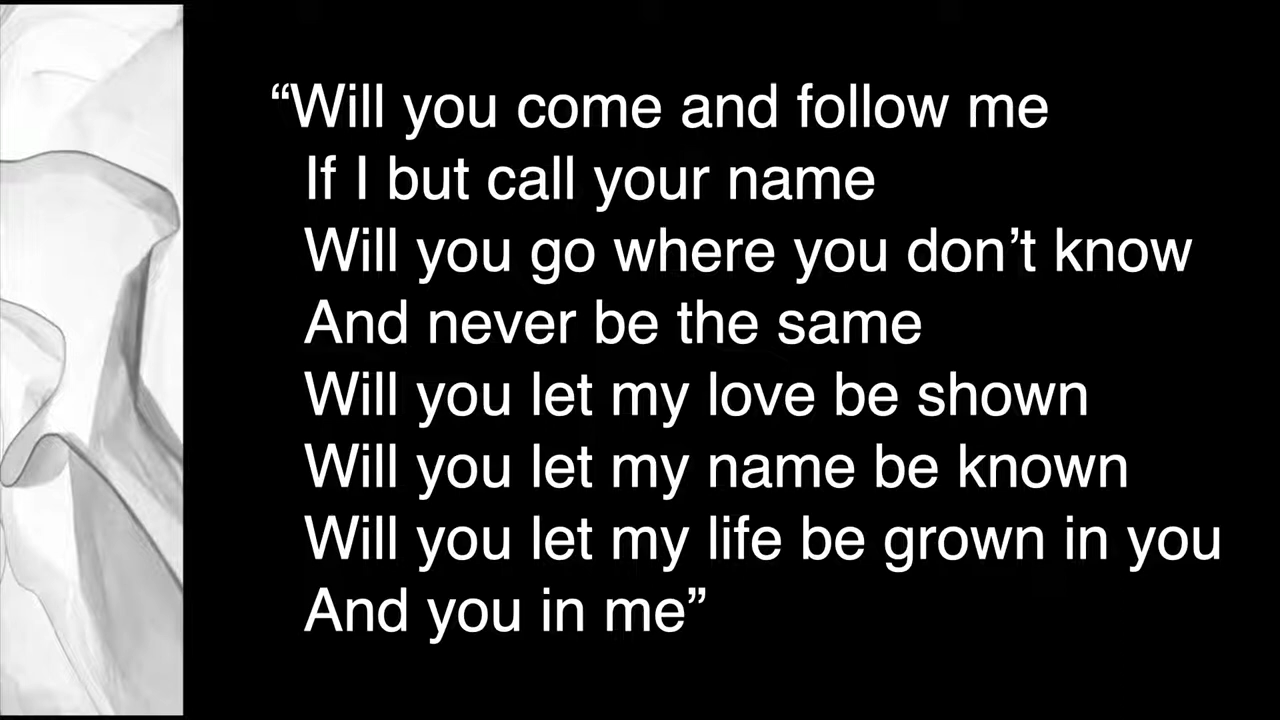 “Will you come and follow me
If I but call your name
Will you go where you don’t know
And never be the same
Will you let my love be shown
Will you let my name be known
Will you let my life be grown in you
And you in me”